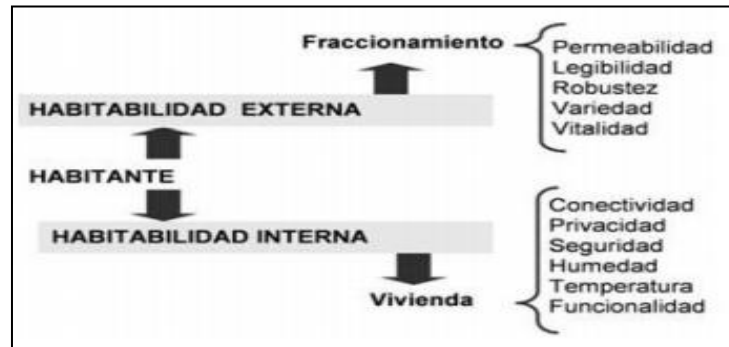 Fraccionamiento
Permeabilidad
Legibilidad
Robustez
Variedad
Vitalidad
HABITABILIDAD EXTERNA
HABITANTE
HABITABILIDAD INTERNA
Conectividad
Privacidad
Seguridad
Humedad
Temperatura
Funcionalidad
Vivienda